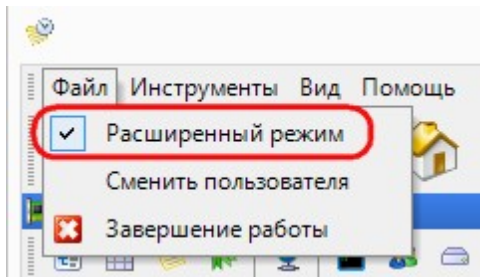 Файл Инструменты Вид Помощь
Расширенный режим
Сменить пользователя
Завершение работы